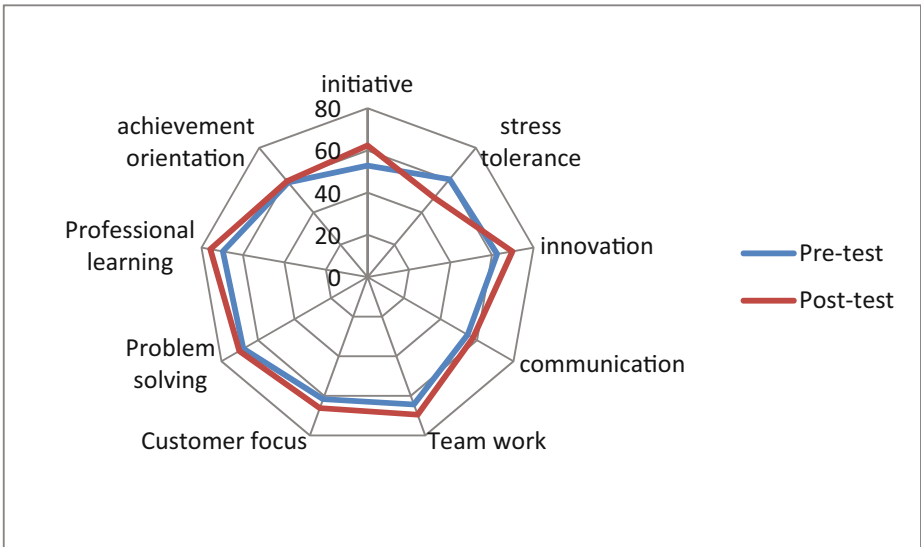 initiative
80
60
40
20
0
stress
tolerance
innovation
communication
Team work
Customer focus
Problem
solving
Professional
learning
achievement
orientation
Pre-test
Post-test